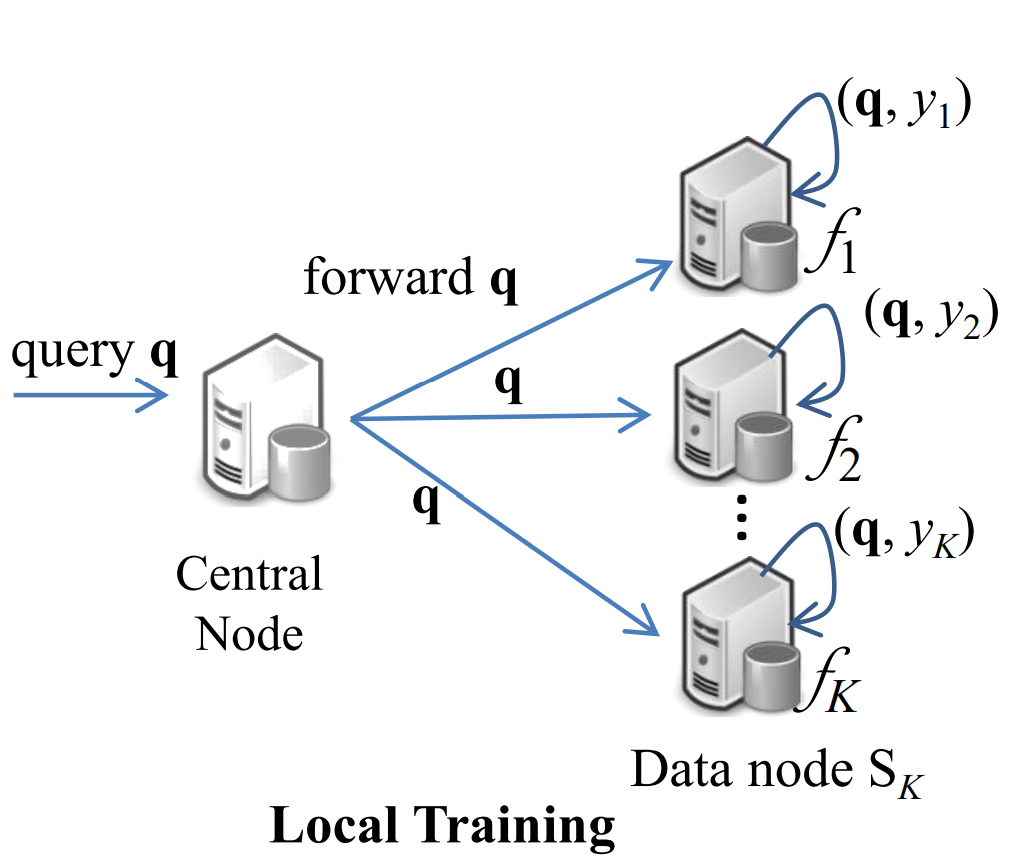 (q, y1)
f1
forward q
(q, y2)
query q
q
f2
q
(q, yK)
Central
Node
fK
Data node SK
Local Training